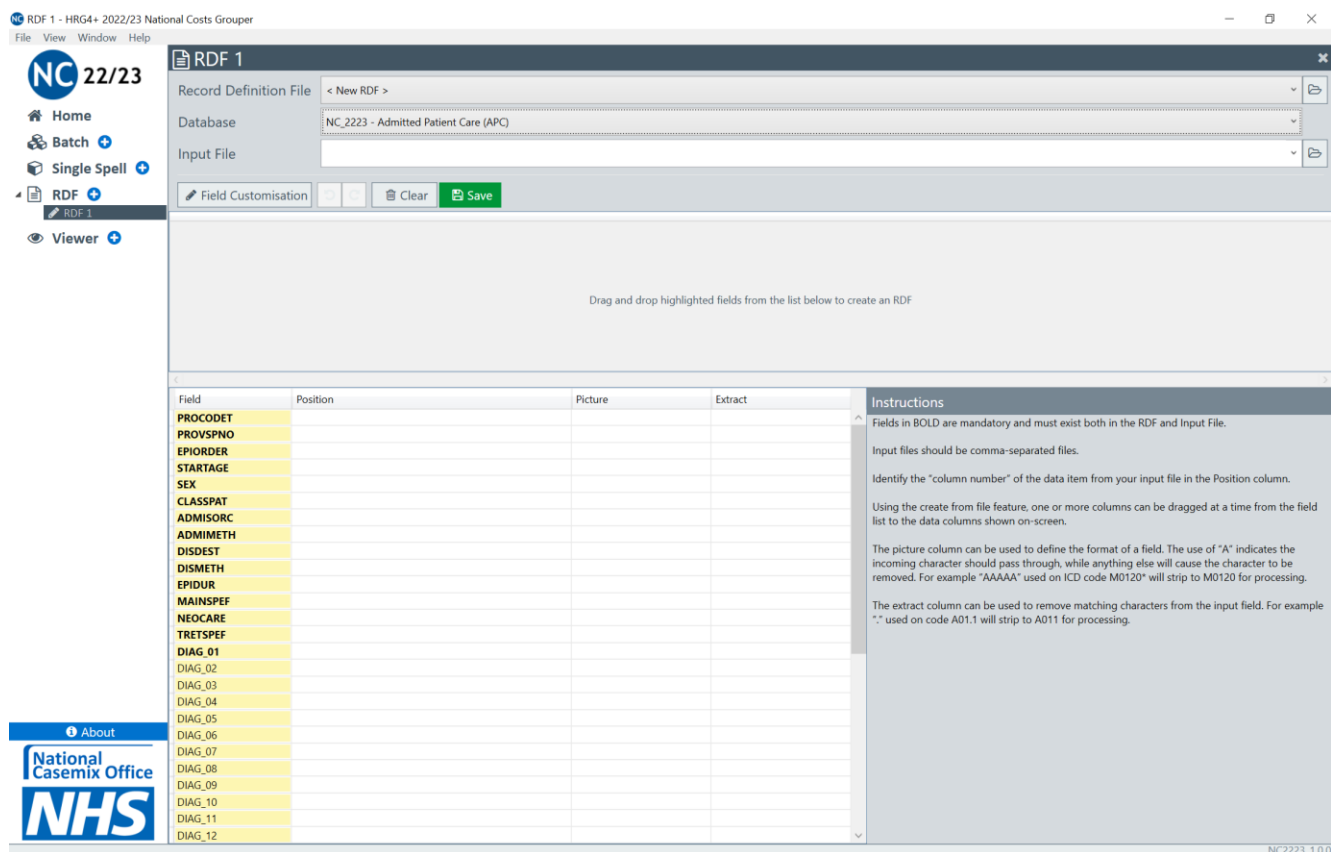 NC RDF 1 - HRG4+ 2022/23 National Costs Grouper
File View Window Help
NC 22/23
Home
Batch
Single Spell
RDF
RDF 1
Viewer
About
National
Casemix Office
NHS
RDF 1
Record Definition File < New RDF >
Database NC_2223 - Admitted Patient Care (APC)
Input File
Field Customisation Clear Save
Drag and drop highlighted fields from the list below to create an RDF
Field Position Picture Extract
PROCODET
PROVSPNO
EPIORDER
STARTAGE
SEX
CLASSPAT
ADMISORC
ADMIMETH
DISDEST
DISMETH
EPIDUR
MAINSPEF
NEOCARE
TRETSPEF
DIAG_01
DIAG_02
DIAG_03
DIAG_04
DIAG_05
DIAG_06
DIAG_07
DIAG_08
DIAG_09
DIAG_10
DIAG_11
DIAG_12
Instructions
Fields in BOLD are mandatory and must exist both in the RDF and Input File.
Input files should be comma-separated files.
Identify the "column number" of the data item from your input file in the Position column.
Using the create from file feature, one or more columns can be dragged at a time from the field
list to the data columns shown on-screen.
The picture column can be used to define the format of a field. The use of "A" indicates the
incoming character should pass through, while anything else will cause the character to be
removed. For example "AAAAA" used on ICD code M0120* will strip to M0120 for processing.
The extract column can be used to remove matching characters from the input field. For example
"." used on code A01.1 will strip to A011 for processing.
NC2223_1.0.0